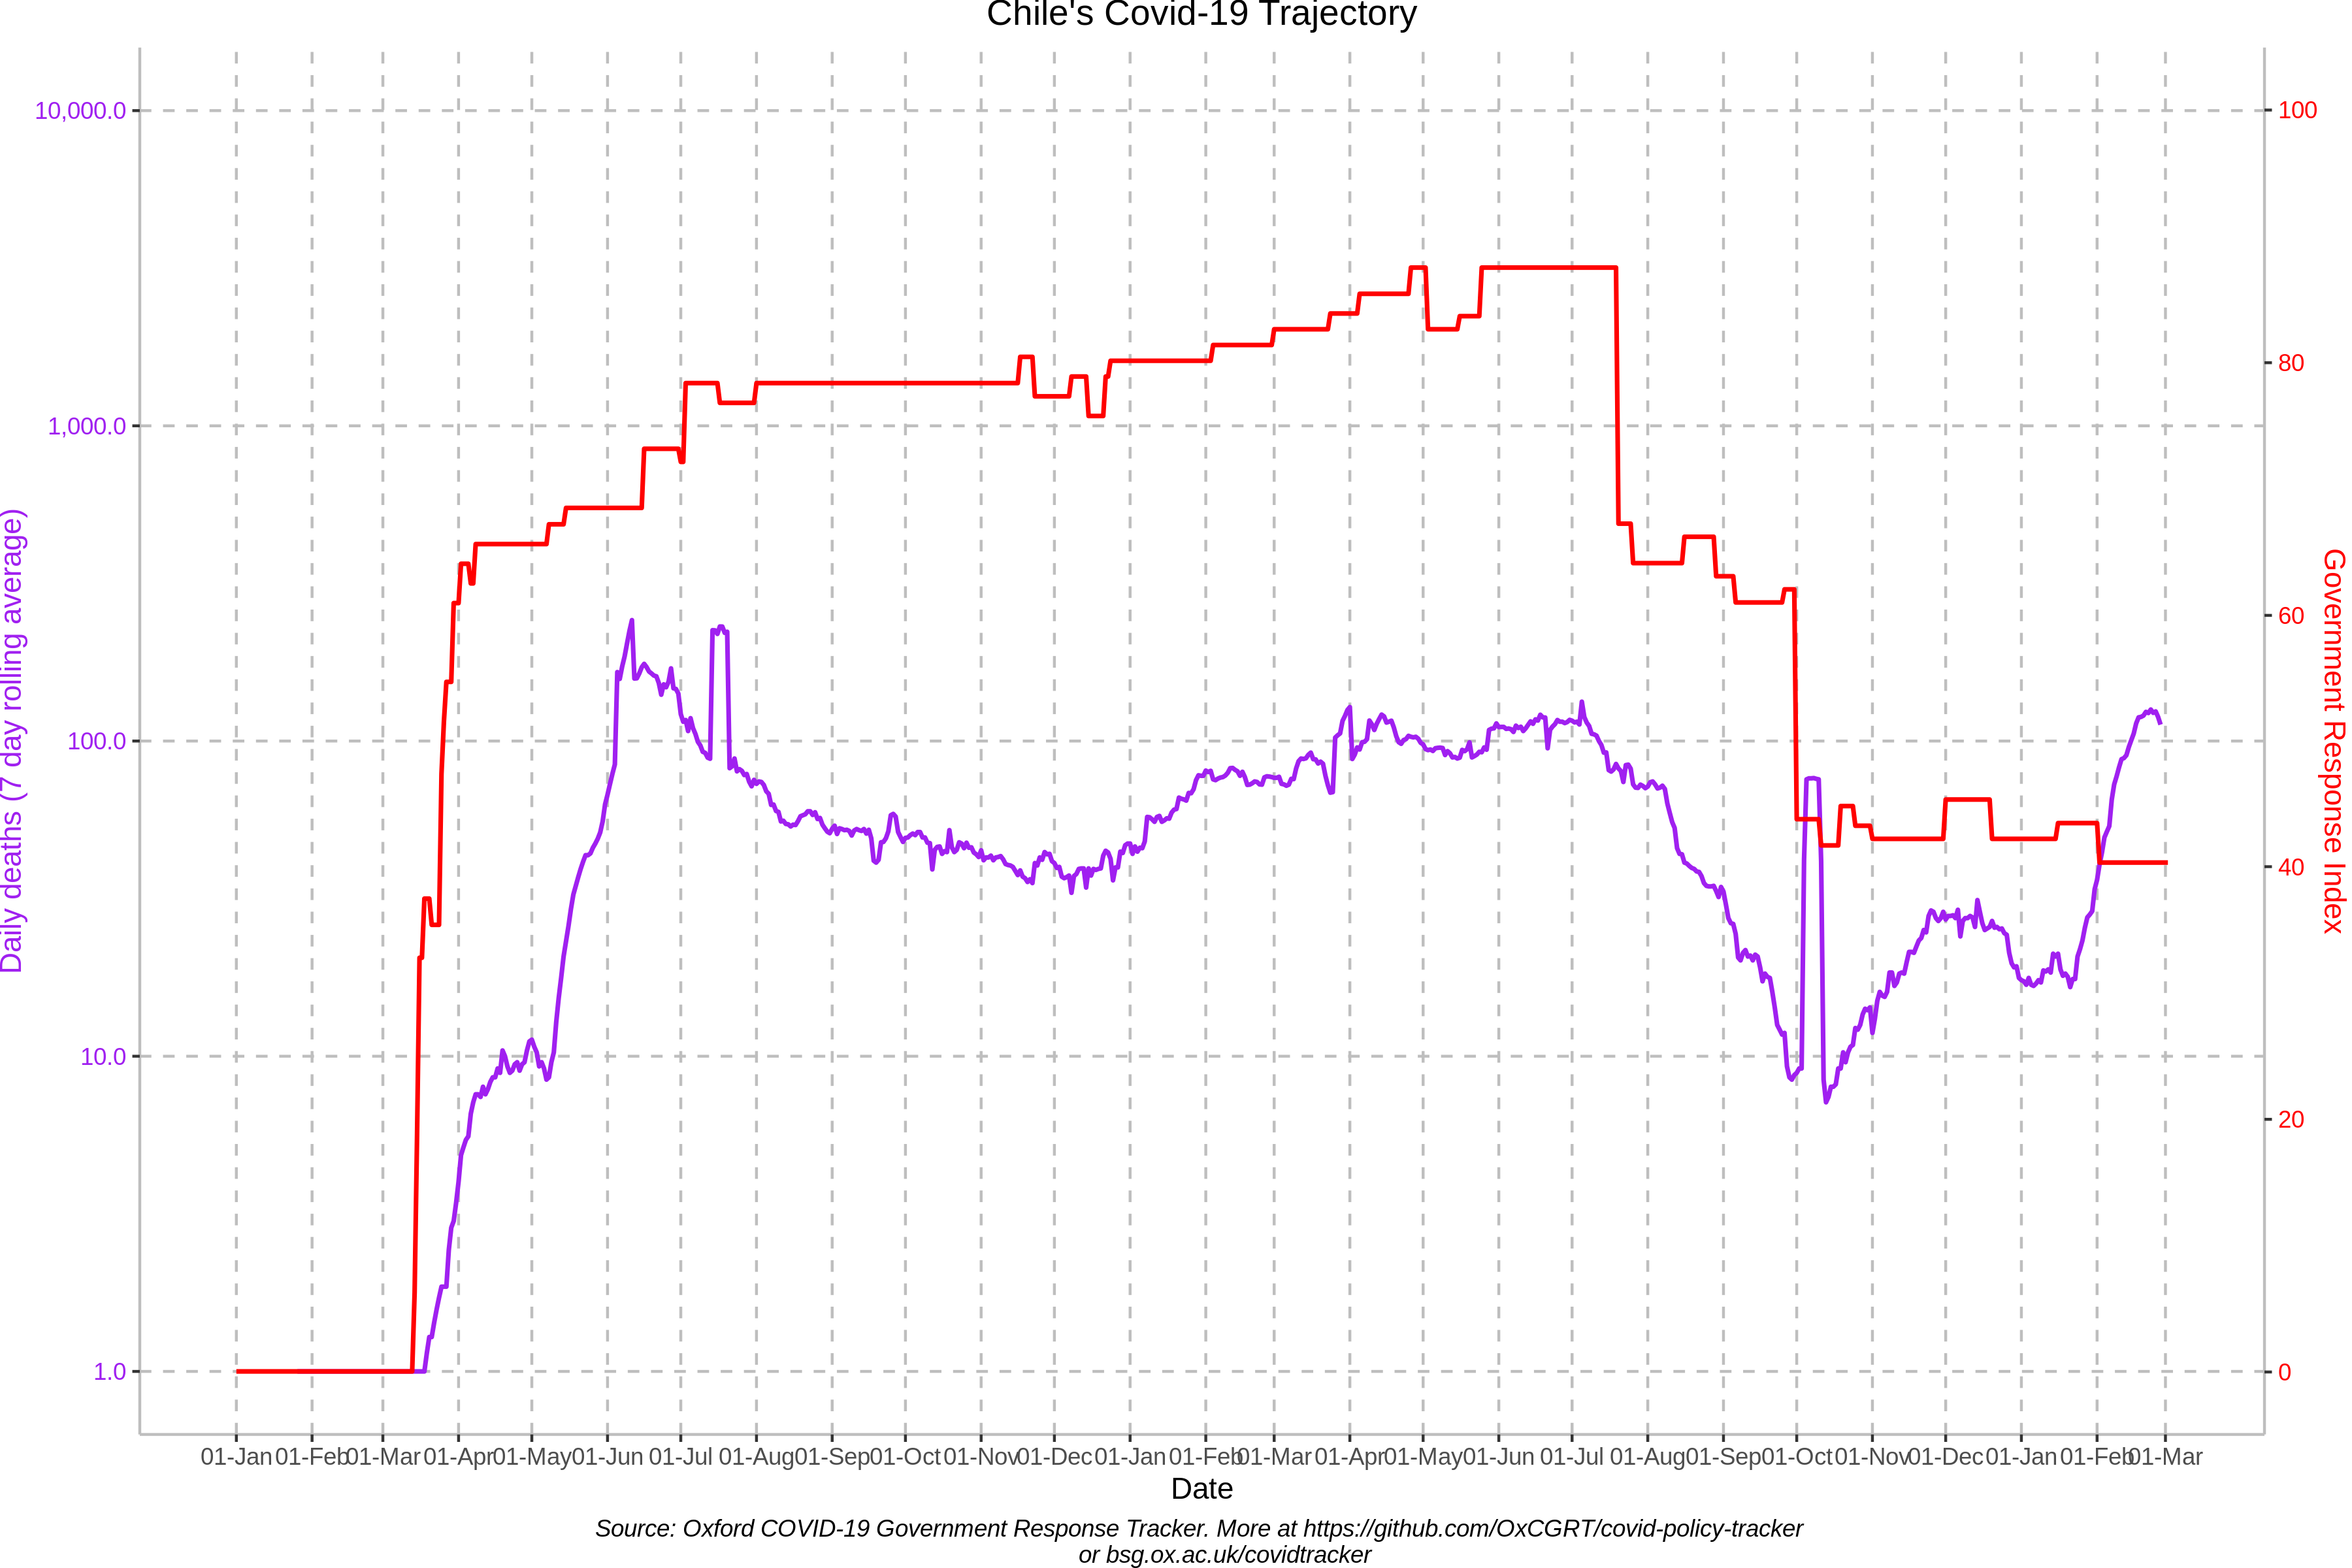 Chile's Covid-19 Trajectory
10,000.0
1,000.0
100.0
10.0
1.0
Daily deaths (7 day rolling average)
100
80
60
40
20
0
Government Response Index
01-Jan 01-Feb 01-Mar 01-Apr 01-May 01-Jun 01-Jul 01-Aug 01-Sep 01-Oct 01-Nov 01-Dec 01-Jan 01-Feb 01-Mar 01-Apr 01-May 01-Jun 01-Jul 01-Aug 01-Sep 01-Oct 01-Nov 01-Dec 01-Jan 01-Feb 01-Mar
Date
Source: Oxford COVID-19 Government Response Tracker. More at https://github.com/OxCGRT/covid-policy-tracker
or bsg.ox.ac.uk/covidtracker